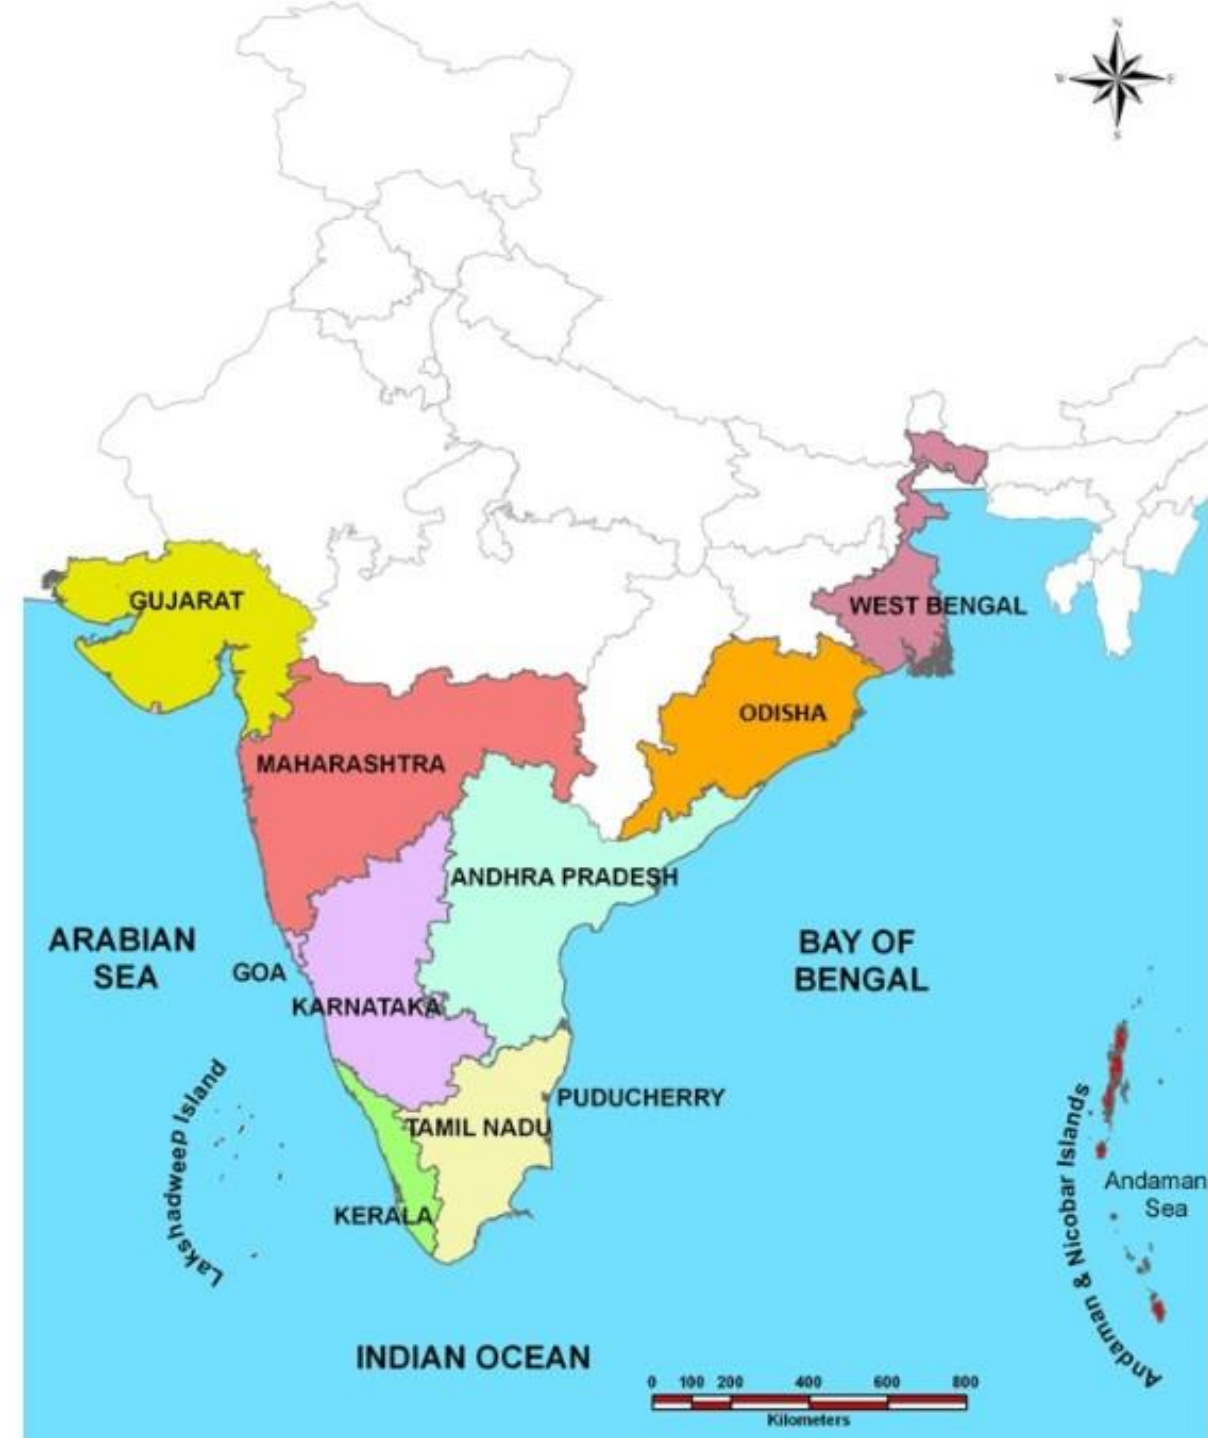 N
W E
S
GUJARAT
WEST BENGAL
ODISHA
MAHARASHTRA
ANDHRA PRADESH
ARABIAN
SEA
BAY OF
BENGAL
GOA
KARNATAKA
Lakshadweep Island
PUDUCHERRY
TAMIL NADU
KERALA
Andaman & Nicobar Islands
Andaman
Sea
INDIAN OCEAN
0 100 200 400 600 800
Kilometers